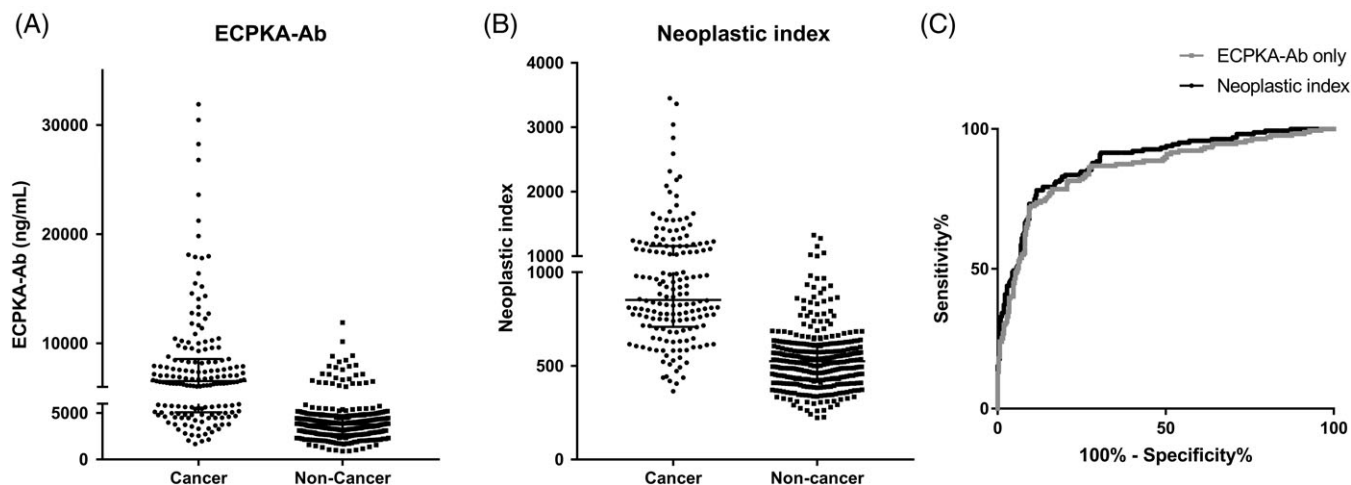 (A)
ECPKA-Ab
ECPKA-Ab (ng/mL)
30000
20000
10000
5000
0
Cancer
Non-Cancer
(B)
Neoplastic index
Neoplastic index
4000
3000
2000
1000
1000
500
0
Cancer
Non-cancer
(C)
ECPKA-Ab only
Neoplastic index
Sensitivity%
100
50
0
0
50
100
100% - Specificity%